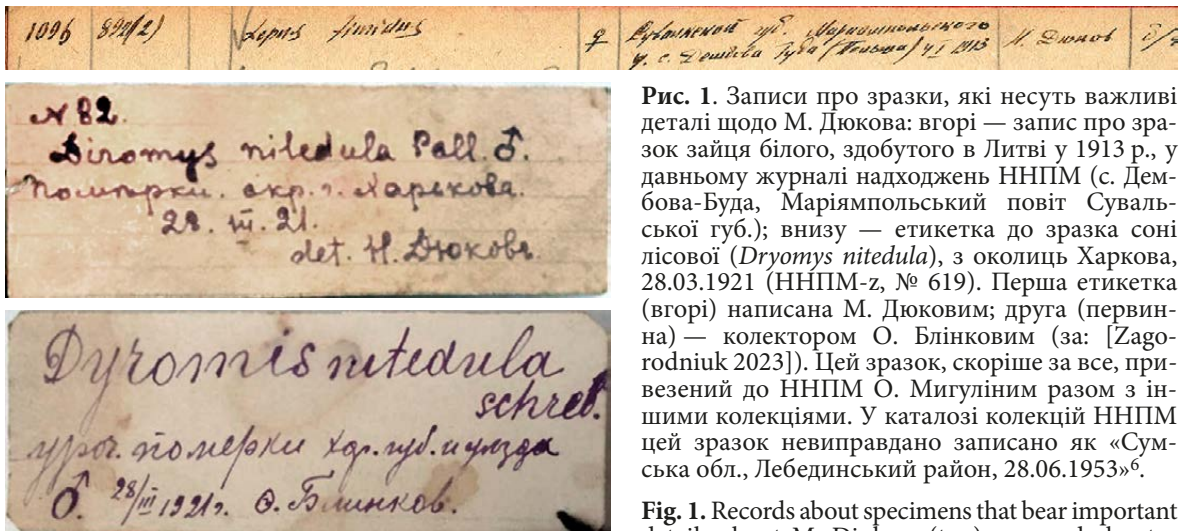 1096 892(2) Lepus timidus ♀ Сувалкской губ. Мариампольского М. Дюков
у. с. Дембова Буда (Польша) 4 I 1913
N 82.
Diromys nitedula Pall. ♂.
Помѣрки. окр. г. Харькова.
28. III. 21.
det. Н. Дюковъ.
Dyromis nitedula
schreb.
уроч. померки Хар. губ. и уезда
♂. 28/III 1921 г. О. Блинков.
Рис. 1. Записи про зразки, які несуть важливі
деталі щодо М. Дюкова: вгорі — запис про зра-
зок зайця білого, здобутого в Литві у 1913 р., у
давньому журналі надходжень ННПМ (с. Дем-
бова-Буда, Маріямпольський повіт Суваль-
ської губ.); внизу — етикетка до зразка соні
лісової (Dryomys nitedula), з околиць Харкова,
28.03.1921 (ННПМ-z, № 619). Перша етикетка
(вгорі) написана М. Дюковим; друга (первин-
на) — колектором О. Блінковим (за: [Zago-
rodniuk 2023]). Цей зразок, скоріше за все, при-
везений до ННПМ О. Мигуліним разом з ін-
шими колекціями. У каталозі колекцій ННПМ
цей зразок невиправдано записано як «Сум-
ська обл., Лебединський район, 28.06.1953»⁶.
Fig. 1. Records about specimens that bear important